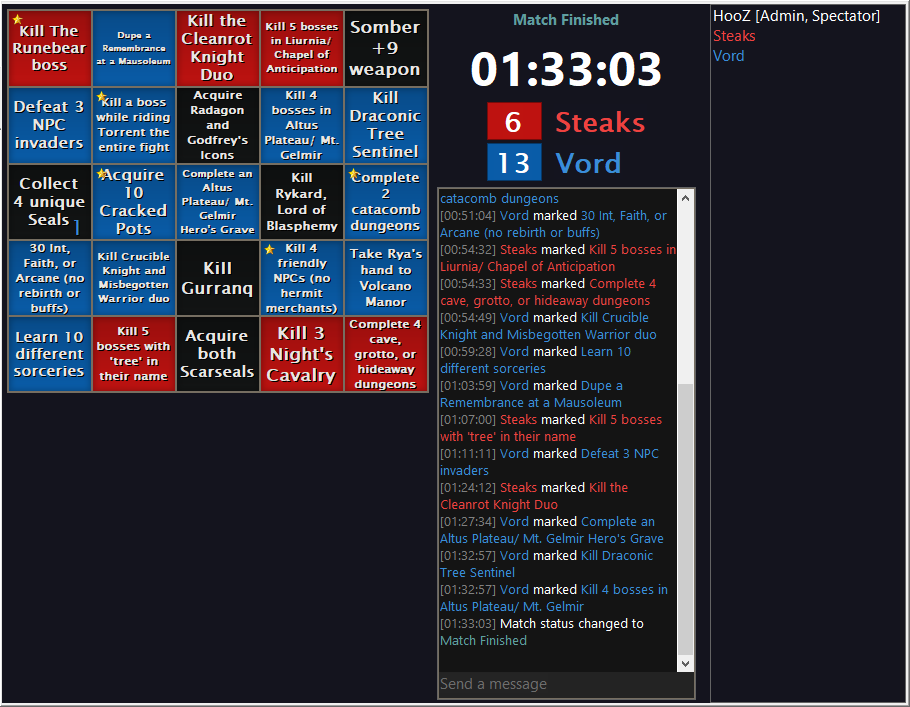 Kill The
Runebear
boss
Dupe a
Remembrance
at a Mausoleum
Kill the
Cleanrot
Knight
Duo
Kill 5 bosses
in Liurnia/
Chapel of
Anticipation
Somber
+9
weapon
Defeat 3
NPC
invaders
Kill a boss
while riding
Torrent the
entire fight
Acquire
Radagon
and
Godfrey's
Icons
Kill 4
bosses in
Altus
Plateau/ Mt.
Gelmir
Kill
Draconic
Tree
Sentinel
Collect
4 unique
Seals
1
Acquire
10
Cracked
Pots
Complete an
Altus
Plateau/ Mt.
Gelmir
Hero's Grave
Kill
Rykard,
Lord of
Blasphemy
Complete
2
catacomb
dungeons
30 Int,
Faith, or
Arcane (no
rebirth or
buffs)
Kill Crucible
Knight and
Misbegotten
Warrior duo
Kill
Gurranq
Kill 4
friendly
NPCs (no
hermit
merchants)
Take Rya's
hand to
Volcano
Manor
Learn 10
different
sorceries
Kill 5
bosses with
'tree' in
their name
Acquire
both
Scarseals
Kill 3
Night's
Cavalry
Complete 4
cave,
grotto, or
hideaway
dungeons
Match Finished
01:33:03
6 Steaks
13 Vord
catacomb dungeons
[00:51:04] Vord marked 30 Int, Faith, or
Arcane (no rebirth or buffs)
[00:54:32] Steaks marked Kill 5 bosses in
Liurnia/ Chapel of Anticipation
[00:54:33] Steaks marked Complete 4
cave, grotto, or hideaway dungeons
[00:54:49] Vord marked Kill Crucible
Knight and Misbegotten Warrior duo
[00:59:28] Vord marked Learn 10
different sorceries
[01:03:59] Vord marked Dupe a
Remembrance at a Mausoleum
[01:07:00] Steaks marked Kill 5 bosses
with 'tree' in their name
[01:11:11] Vord marked Defeat 3 NPC
invaders
[01:24:12] Steaks marked Kill the
Cleanrot Knight Duo
[01:27:34] Vord marked Complete an
Altus Plateau/ Mt. Gelmir Hero's Grave
[01:32:57] Vord marked Kill Draconic
Tree Sentinel
[01:32:57] Vord marked Kill 4 bosses in
Altus Plateau/ Mt. Gelmir
[01:33:03] Match status changed to
Match Finished
Send a message
HooZ [Admin, Spectator]
Steaks
Vord